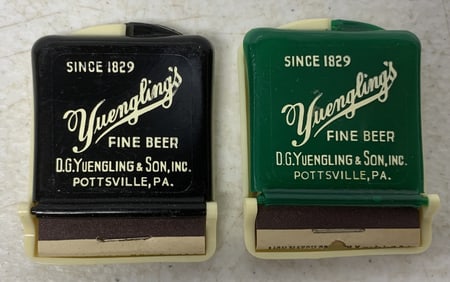 SINCE 1829
Yuengling's
FINE BEER
D.G. YUENGLING & SON, INC.
POTTSVILLE, PA.
SINCE 1829
Yuengling's
FINE BEER
D.G. YUENGLING & SON, INC.
POTTSVILLE, PA.
MATCH